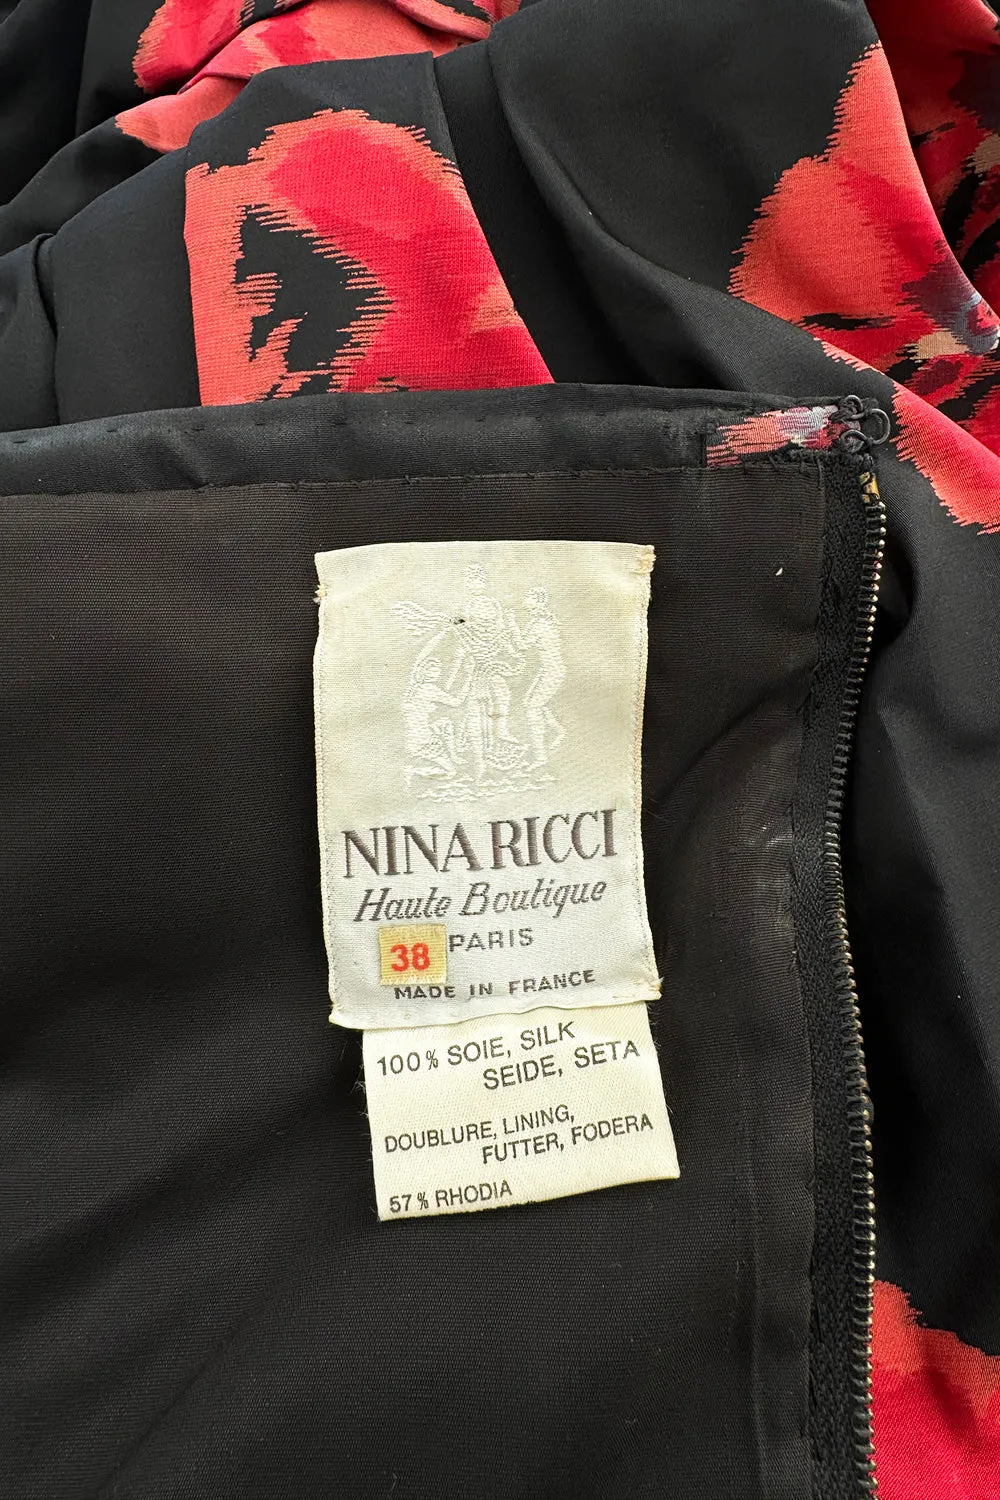 NINA RICCI
Haute Boutique
38 PARIS
MADE IN FRANCE
100% SOIE, SILK
SEIDE, SETA
DOUBLURE, LINING,
FUTTER, FODERA
57% RHODIA